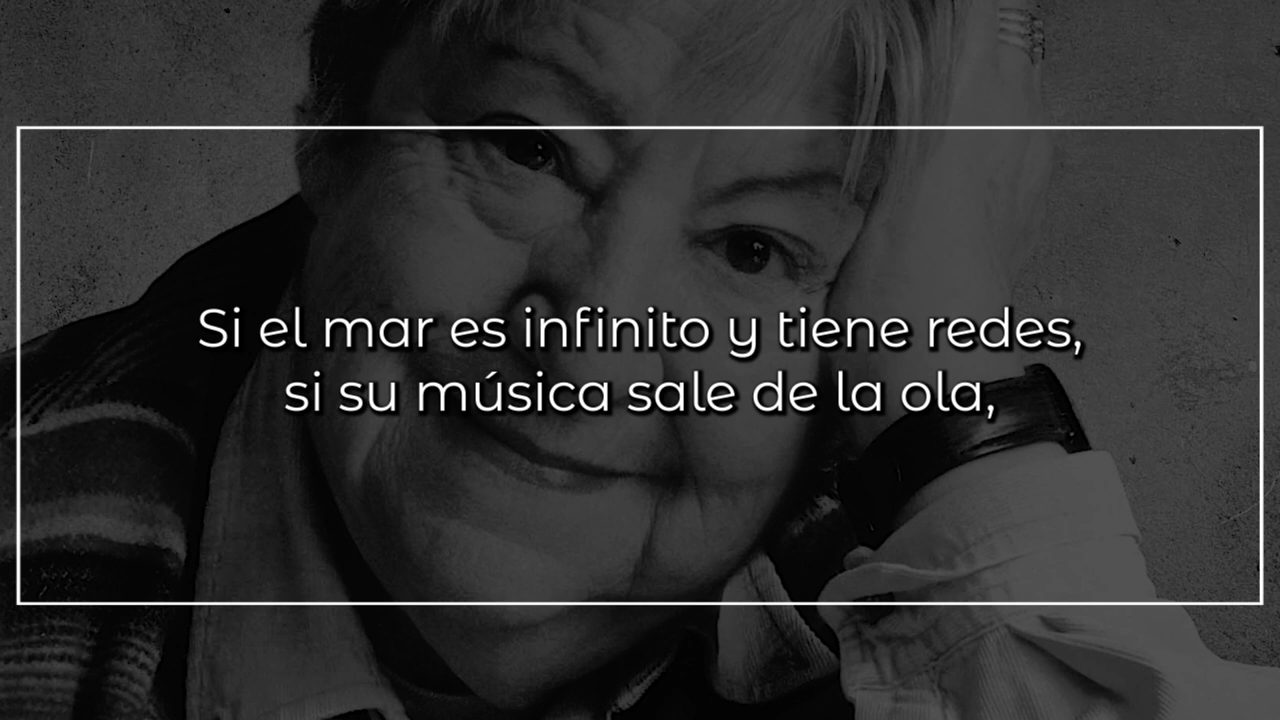 Si el mar es infinito y tiene redes,
si su música sale de la ola,